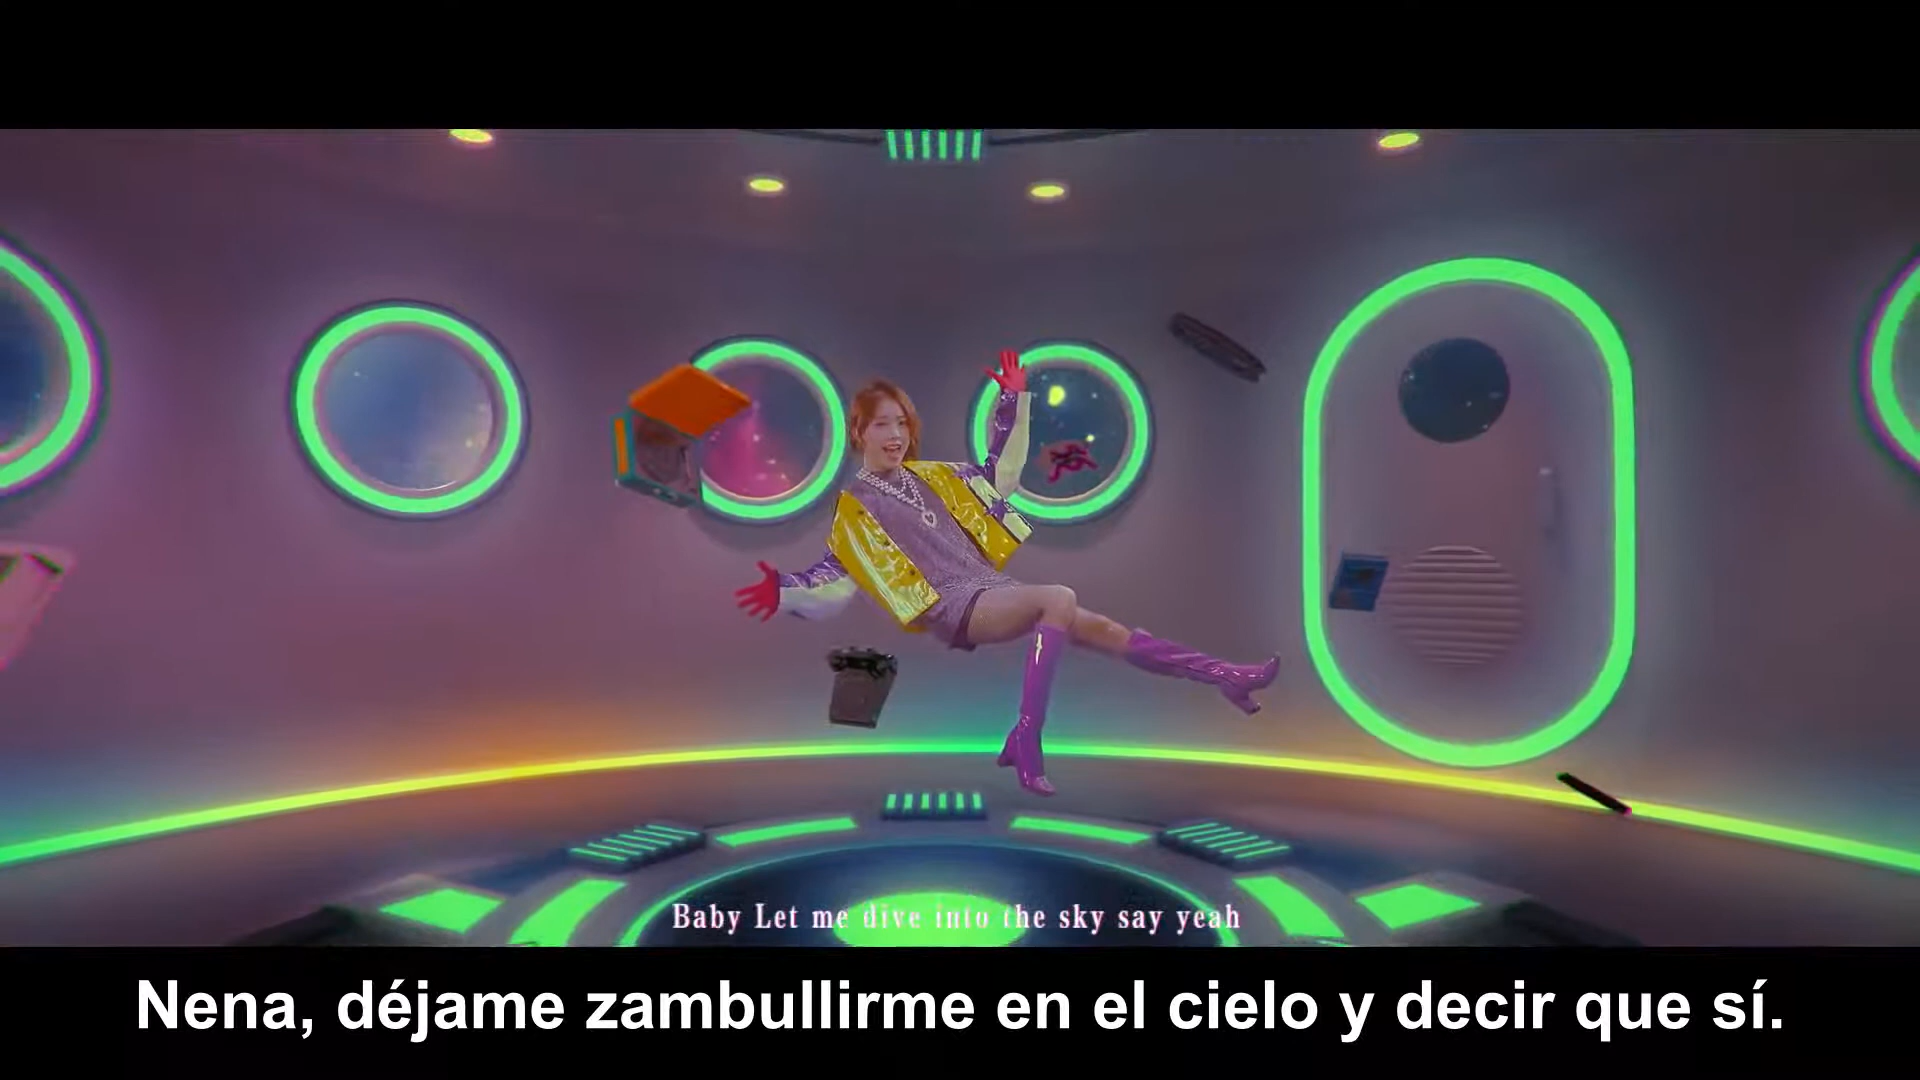 Baby Let me dive into the sky say yeah
Nena, déjame zambullirme en el cielo y decir que sí.